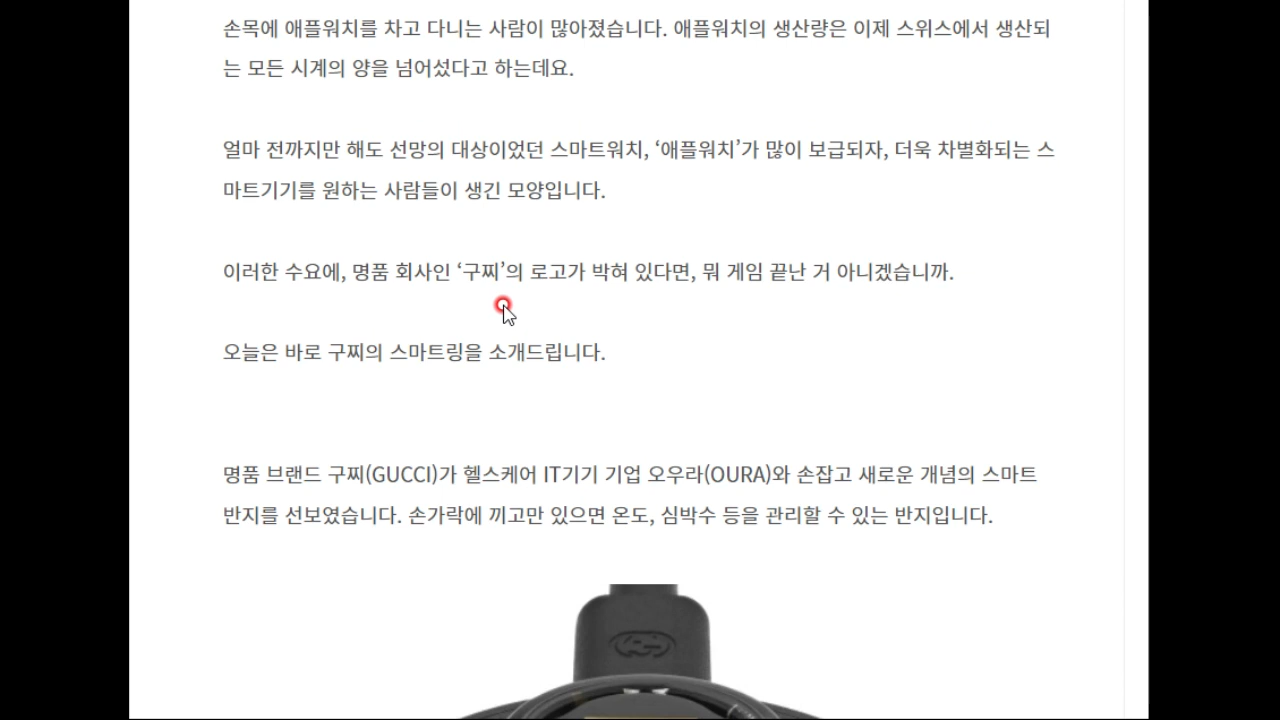 손목에 애플워치를 차고 다니는 사람이 많아졌습니다. 애플워치의 생산량은 이제 스위스에서 생산되
는 모든 시계의 양을 넘어섰다고 하는데요.
얼마 전까지만 해도 선망의 대상이었던 스마트워치, ‘애플워치’가 많이 보급되자, 더욱 차별화되는 스
마트기기를 원하는 사람들이 생긴 모양입니다.
이러한 수요에, 명품 회사인 ‘구찌’의 로고가 박혀 있다면, 뭐 게임 끝난 거 아니겠습니까.
오늘은 바로 구찌의 스마트링을 소개드립니다.
명품 브랜드 구찌(GUCCI)가 헬스케어 IT기기 기업 오우라(OURA)와 손잡고 새로운 개념의 스마트
반지를 선보였습니다. 손가락에 끼고만 있으면 온도, 심박수 등을 관리할 수 있는 반지입니다.